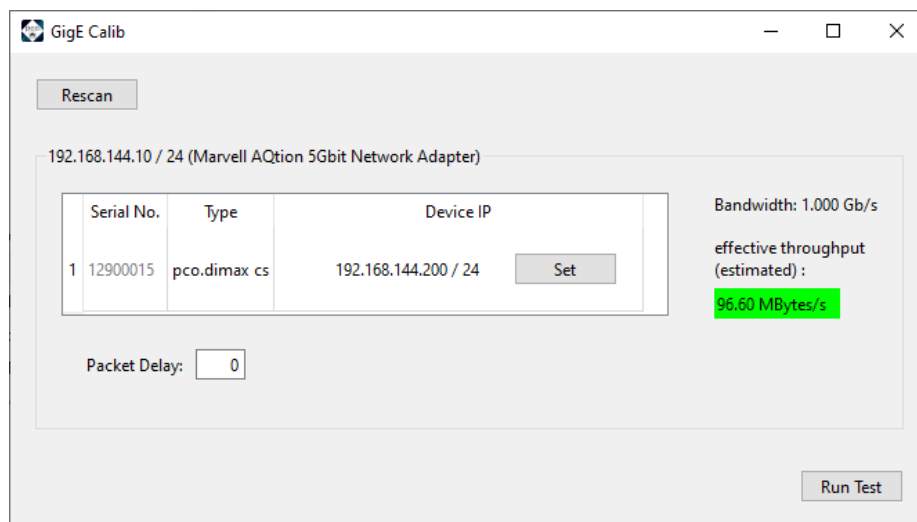 GigE Calib
Rescan
192.168.144.10 / 24 (Marvell AQtion 5Gbit Network Adapter)
Serial No. Type Device IP
1 12900015 pco.dimax cs 192.168.144.200 / 24 Set
Bandwidth: 1.000 Gb/s
effective throughput
(estimated) :
96.60 MBytes/s
Packet Delay: 0
Run Test